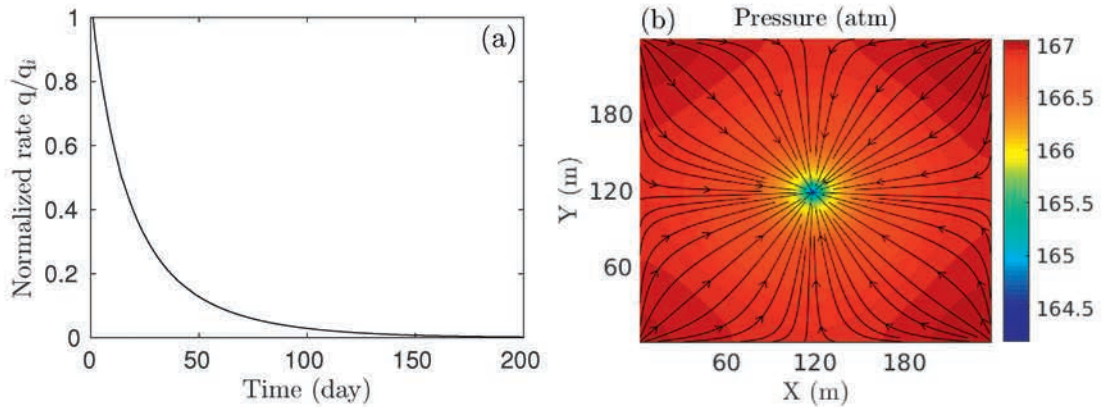 (a)
Normalized rate q/qᵢ
1
0.8
0.6
0.4
0.2
0
0 50 100 150 200
Time (day)
(b) Pressure (atm)
Y (m)
180
120
60
60 120 180
X (m)
167
166.5
166
165.5
165
164.5